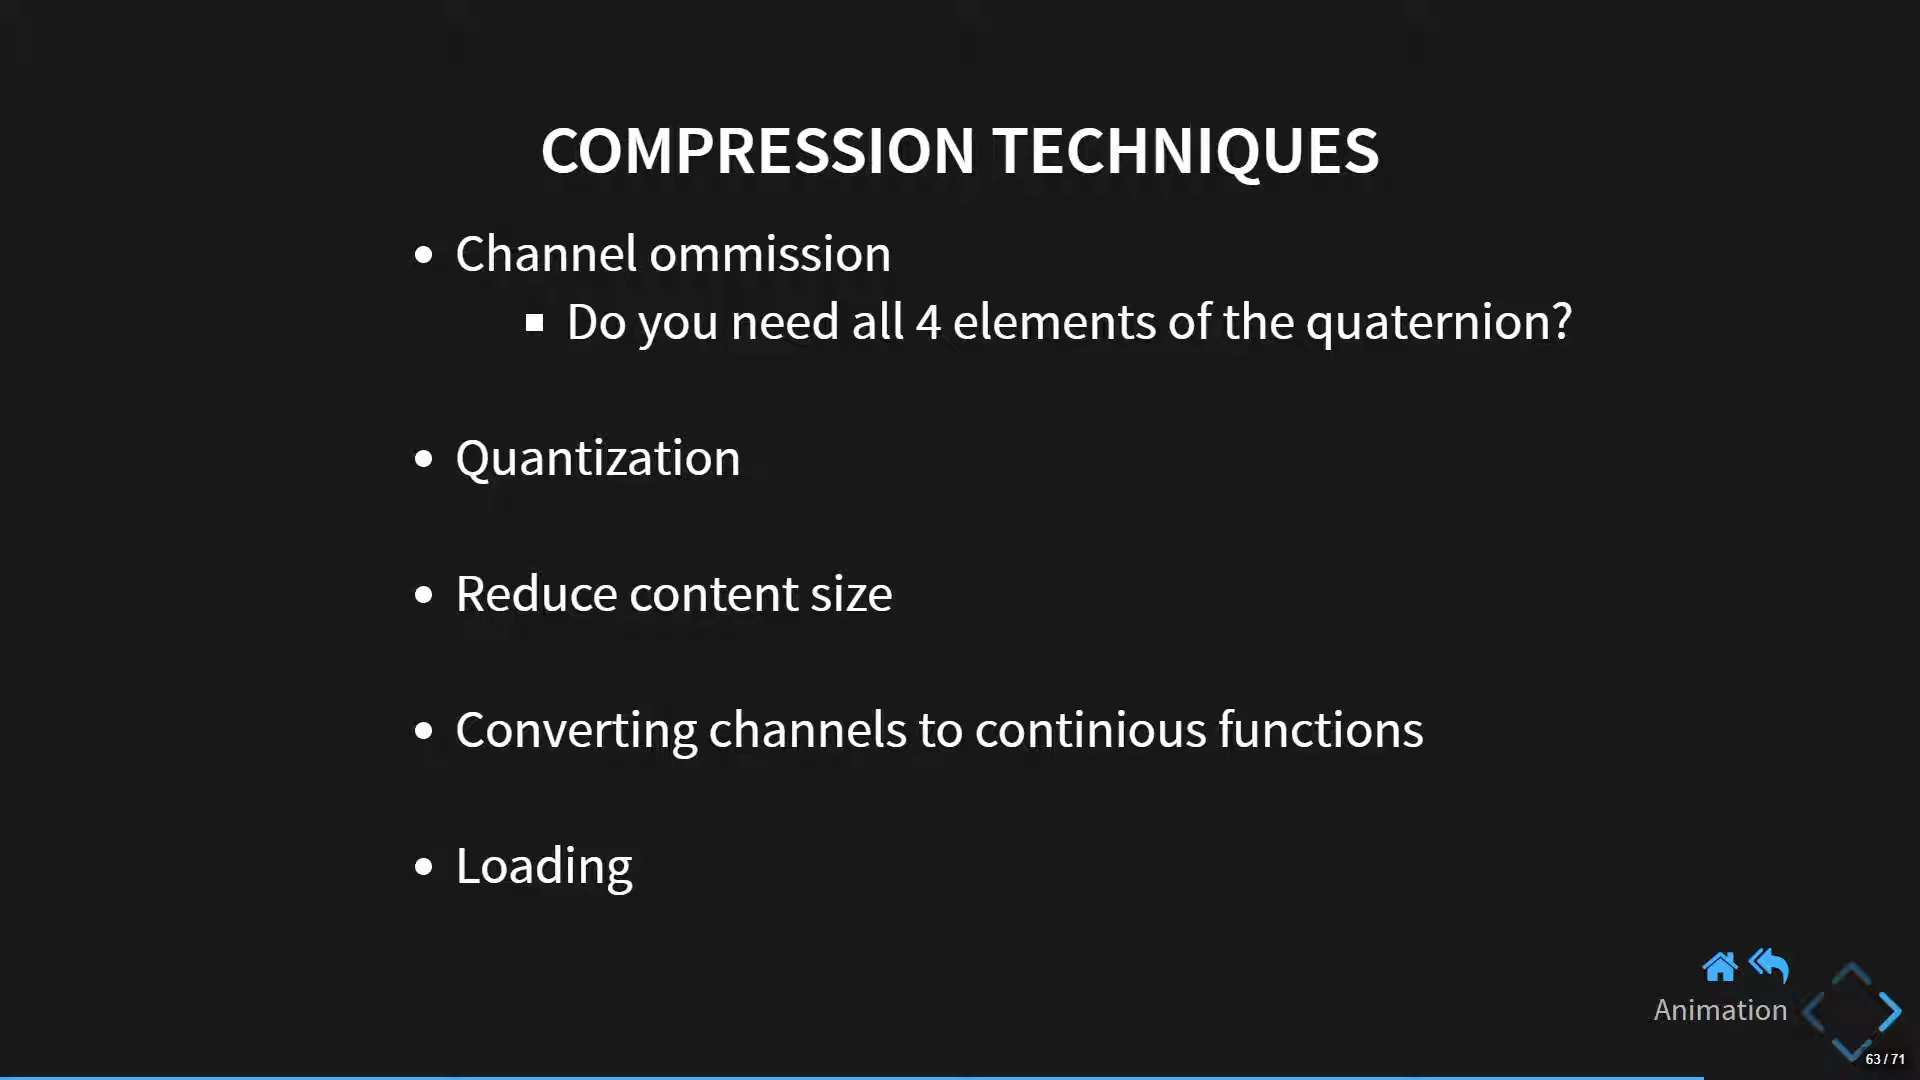 COMPRESSION TECHNIQUES
Channel ommission
Do you need all 4 elements of the quaternion?
Quantization
Reduce content size
Converting channels to continious functions
Loading
Animation
63 / 71